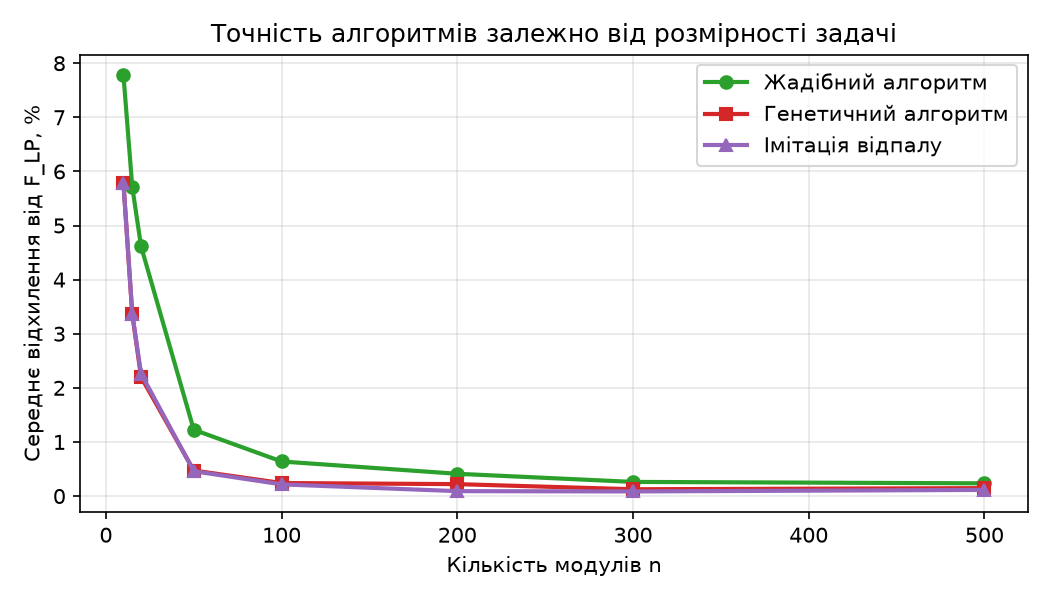 Точність алгоритмів залежно від розмірності задачі
Середнє відхилення від F_LP, %
8
7
6
5
4
3
2
1
0
Жадібний алгоритм
Генетичний алгоритм
Імітація відпалу
0 100 200 300 400 500
Кількість модулів n